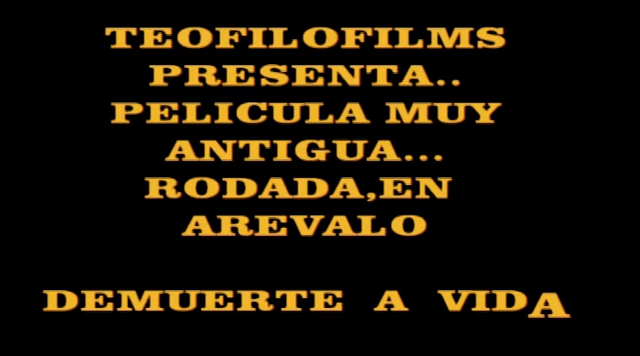 TEOFILOFILMS
PRESENTA..
PELICULA MUY
ANTIGUA...
RODADA,EN
AREVALO
DEMUERTE A VIDA